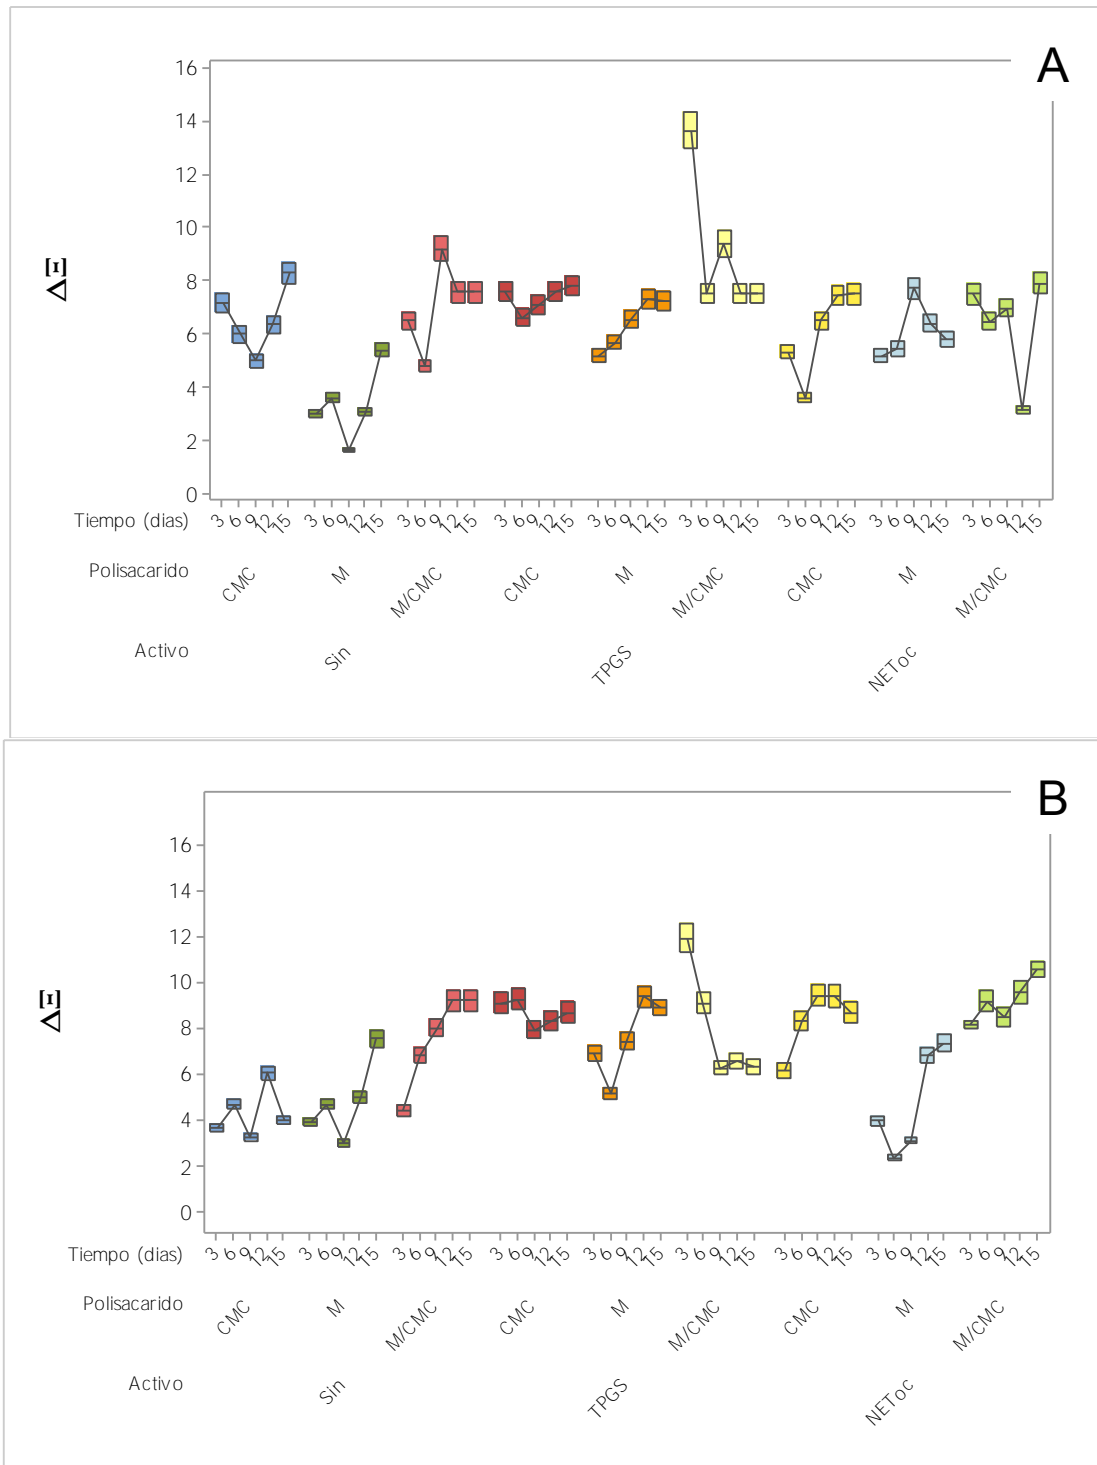 A
16
14
12
10
8
6
4
2
0
ΔΞ
Tiempo (dias) 3 6 9 12 15 3 6 9 12 15 3 6 9 12 15 3 6 9 12 15 3 6 9 12 15 3 6 9 12 15 3 6 9 12 15 3 6 9 12 15 3 6 9 12 15
Polisacarido CMC M M/CMC CMC M M/CMC CMC M M/CMC
Activo Sin TPGS NEToc
B
16
14
12
10
8
6
4
2
0
ΔΞ
Tiempo (dias) 3 6 9 12 15 3 6 9 12 15 3 6 9 12 15 3 6 9 12 15 3 6 9 12 15 3 6 9 12 15 3 6 9 12 15 3 6 9 12 15 3 6 9 12 15
Polisacarido CMC M M/CMC CMC M M/CMC CMC M M/CMC
Activo Sin TPGS NEToc